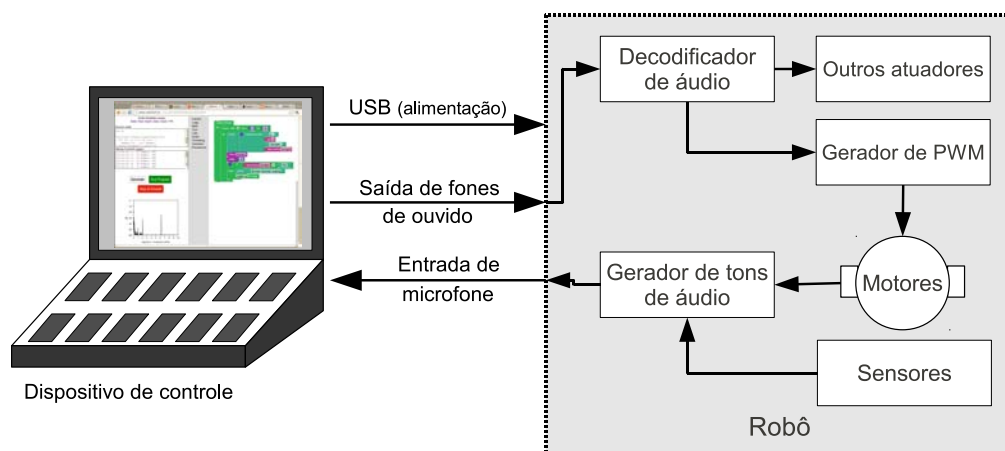 Decodificador
de áudio
Outros atuadores
USB (alimentação)
Gerador de PWM
Saída de fones
de ouvido
Entrada de
microfone
Gerador de tons
de áudio
Motores
Sensores
Dispositivo de controle
Robô